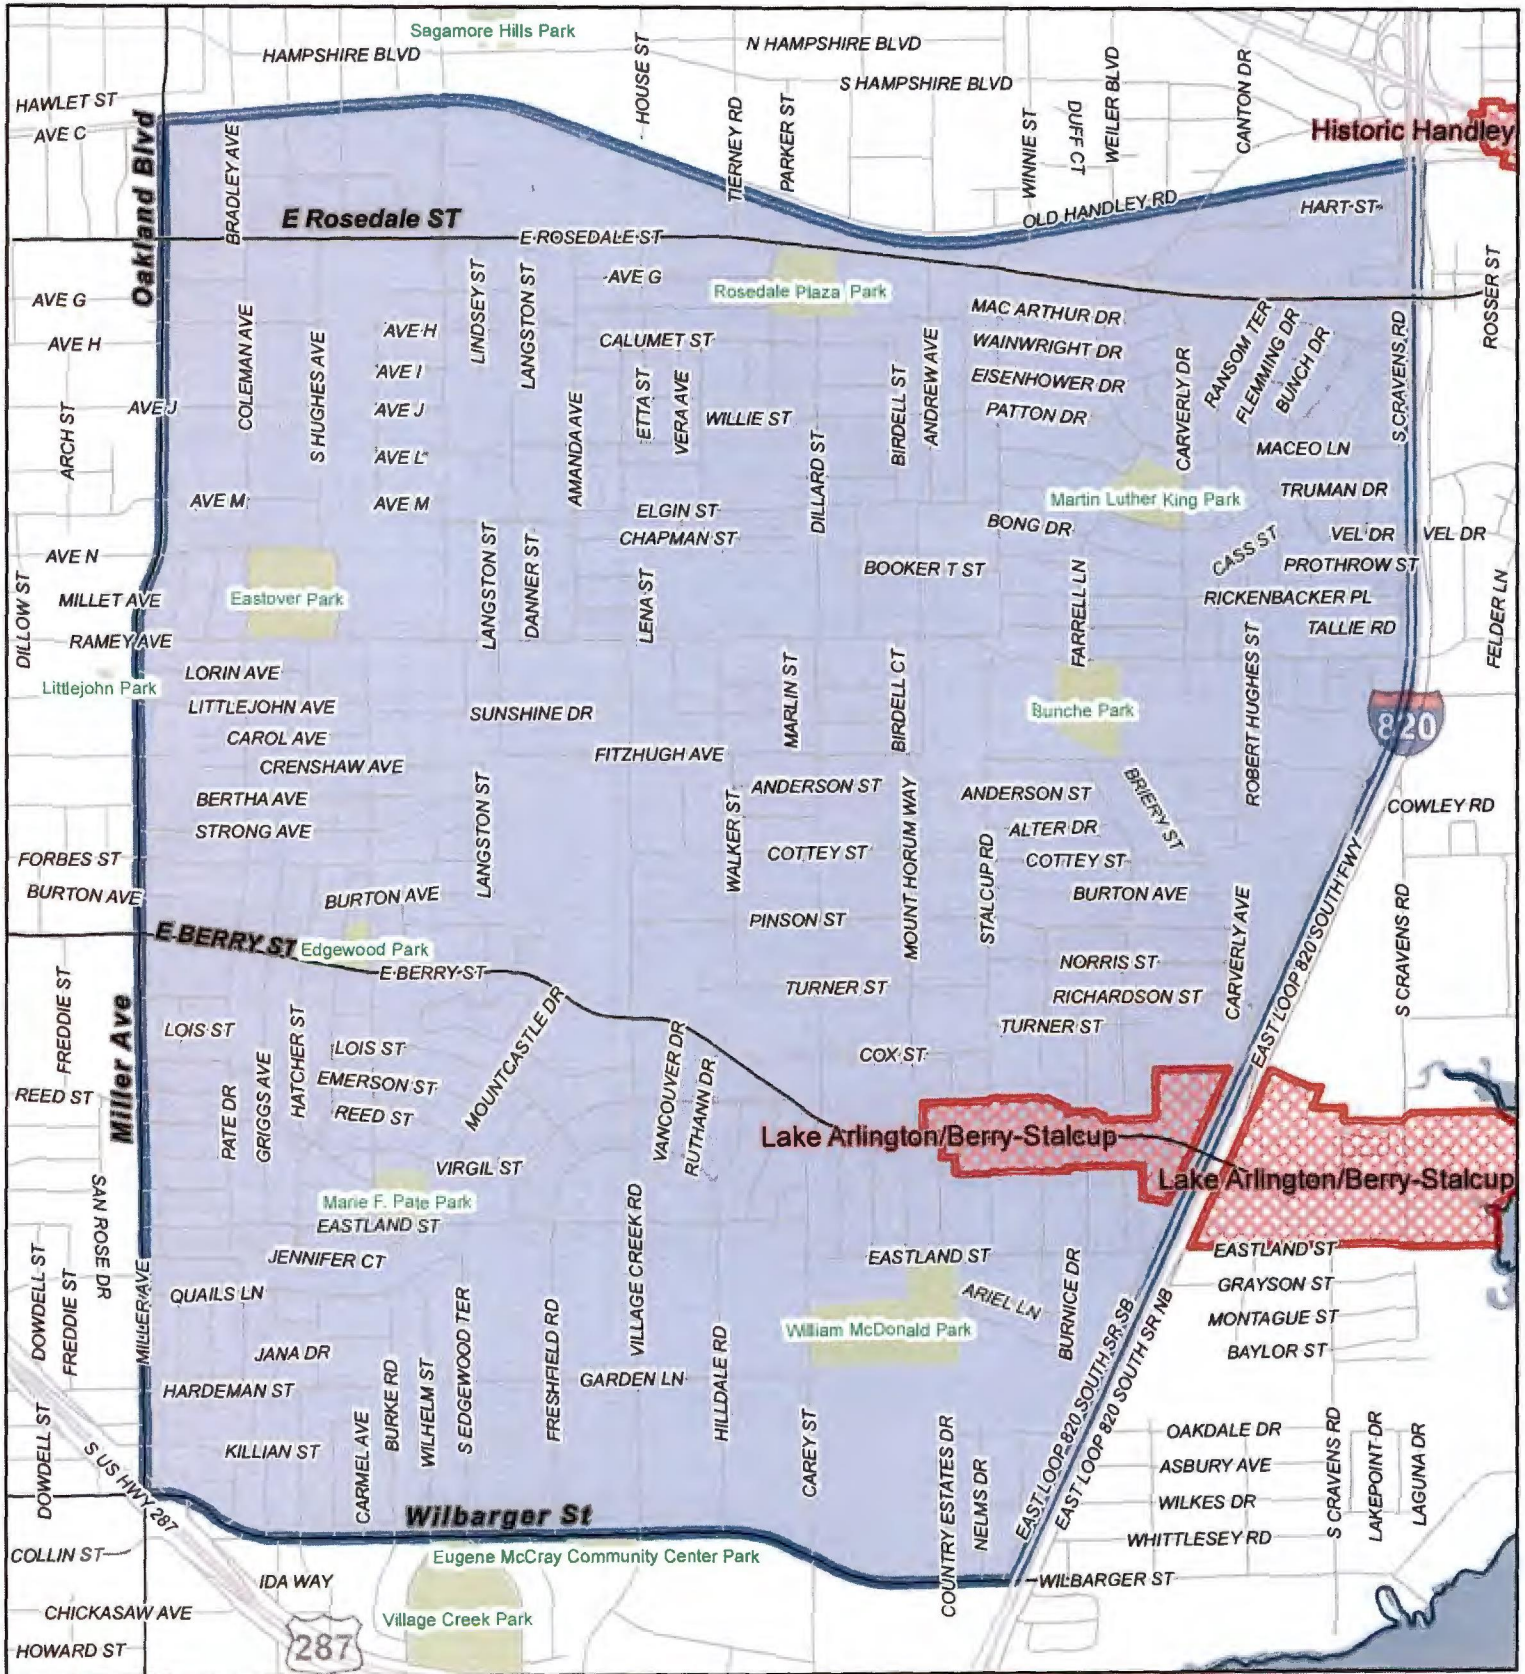 Sagamore Hills Park
HAMPSHIRE BLVD
N HAMPSHIRE BLVD
S HAMPSHIRE BLVD
HOUSE ST
TIERNEY RD
PARKER ST
WINNIE ST
DUFF CT
WEILER BLVD
CANTON DR
HAWLET ST
AVE C
Historic Handley
Oakland Blvd
BRADLEY AVE
E Rosedale ST
E ROSEDALE ST
OLD HANDLEY RD
HART ST
ROSSER ST
AVE G
AVE G
Rosedale Plaza Park
LINDSEY ST
LANGSTON ST
MAC ARTHUR DR
AVE H
COLEMAN AVE
S HUGHES AVE
AVE H
CALUMET ST
WAINWRIGHT DR
AVE I
EISENHOWER DR
BIRDELL ST
ANDREW AVE
CARVERLY DR
RANSOM TER
FLEMMING DR
BUNCH DR
S CRAVENS RD
AVE J
AVE J
ARCH ST
AMANDA AVE
ETTA ST
VERA AVE
WILLIE ST
PATTON DR
AVE L
DILLARD ST
MACEO LN
AVE M
AVE M
ELGIN ST
Martin Luther King Park
TRUMAN DR
CHAPMAN ST
BONG DR
CASS ST
VEL DR
VEL DR
AVE N
LANGSTON ST
DANNER ST
BOOKER T ST
PROTHROW ST
DILLOW ST
MILLET AVE
Eastover Park
LENA ST
FARRELL LN
RICKENBACKER PL
FELDER LN
RAMEY AVE
TALLIE RD
LORIN AVE
Littlejohn Park
LITTLEJOHN AVE
SUNSHINE DR
MARLIN ST
BIRDELL CT
Bunche Park
ROBERT HUGHES ST
820
CAROL AVE
FITZHUGH AVE
CRENSHAW AVE
BERTHA AVE
ANDERSON ST
ANDERSON ST
BRIERY ST
COWLEY RD
STRONG AVE
LANGSTON ST
WALKER ST
MOUNT HORUM WAY
ALTER DR
FORBES ST
COTTEY ST
STALCUP RD
COTTEY ST
BURTON AVE
BURTON AVE
BURTON AVE
EAST LOOP 820 SOUTH FWY
E BERRY ST
Edgewood Park
PINSON ST
CARVERLY AVE
S CRAVENS RD
E BERRY ST
NORRIS ST
FREDDIE ST
TURNER ST
RICHARDSON ST
Miller Ave
LOIS ST
HATCHER ST
MOUNTCASTLE DR
TURNER ST
LOIS ST
VANCOUVER DR
COX ST
REED ST
PATE DR
GRIGGS AVE
EMERSON ST
RUTHANN DR
REED ST
Lake Arlington/Berry-Stalcup
VIRGIL ST
Lake Arlington/Berry-Stalcup
SAN ROSE DR
Marie F. Pate Park
EASTLAND ST
VILLAGE CREEK RD
EASTLAND ST
EASTLAND ST
DOWDELL ST
FREDDIE ST
MILLER AVE
JENNIFER CT
BURNICE DR
GRAYSON ST
QUAILS LN
S EDGEWOOD TER
FRESHFIELD RD
ARIEL LN
MONTAGUE ST
William McDonald Park
JANA DR
HILLDALE RD
BAYLOR ST
HARDEMAN ST
BURKE RD
WILHELM ST
GARDEN LN
EAST LOOP 820 SOUTH SR SB
EAST LOOP 820 SOUTH SR NB
DOWDELL ST
KILLIAN ST
CARMEL AVE
CAREY ST
COUNTRY ESTATES DR
NELMS DR
OAKDALE DR
S CRAVENS RD
LAKEPOINT DR
LAGUNA DR
S US HWY 287
ASBURY AVE
Wilbarger St
WILKES DR
COLLIN ST
Eugene McCray Community Center Park
WHITTLESEY RD
IDA WAY
WILBARGER ST
CHICKASAW AVE
Village Creek Park
HOWARD ST
287